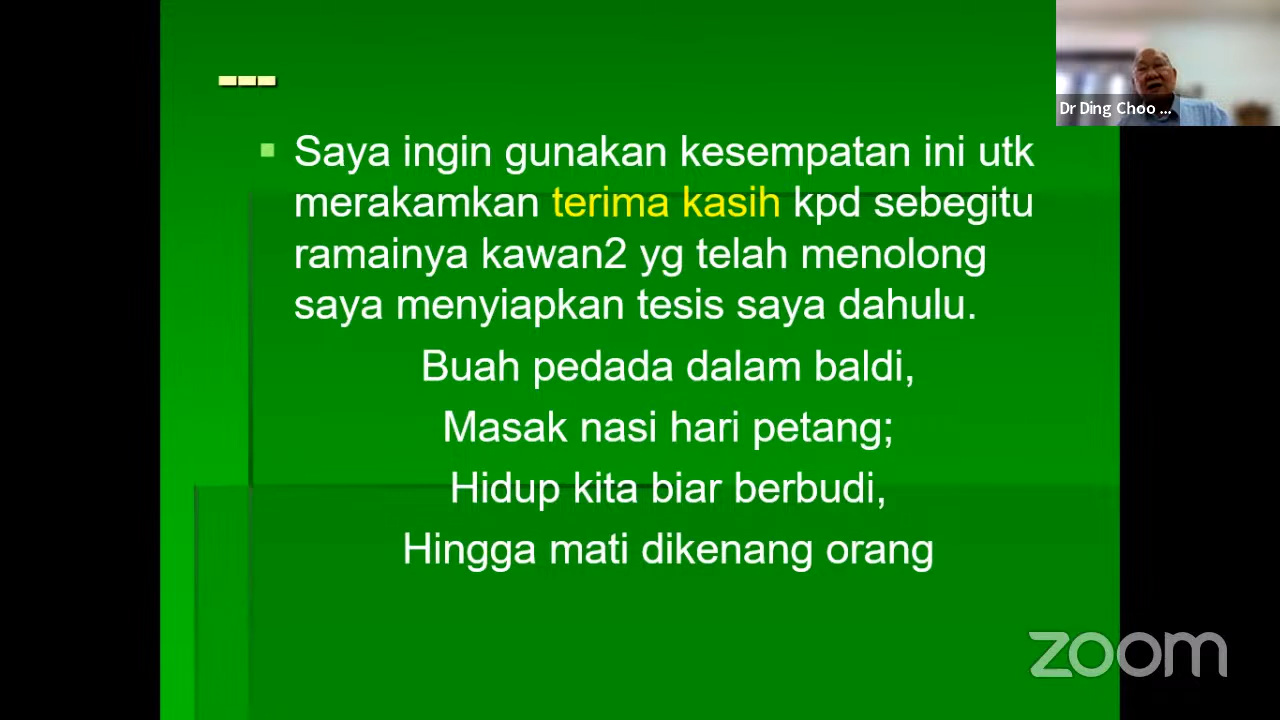 ---
Dr Ding Choo ...
Saya ingin gunakan kesempatan ini utk
merakamkan terima kasih kpd sebegitu
ramainya kawan2 yg telah menolong
saya menyiapkan tesis saya dahulu.
Buah pedada dalam baldi,
Masak nasi hari petang;
Hidup kita biar berbudi,
Hingga mati dikenang orang
zoom